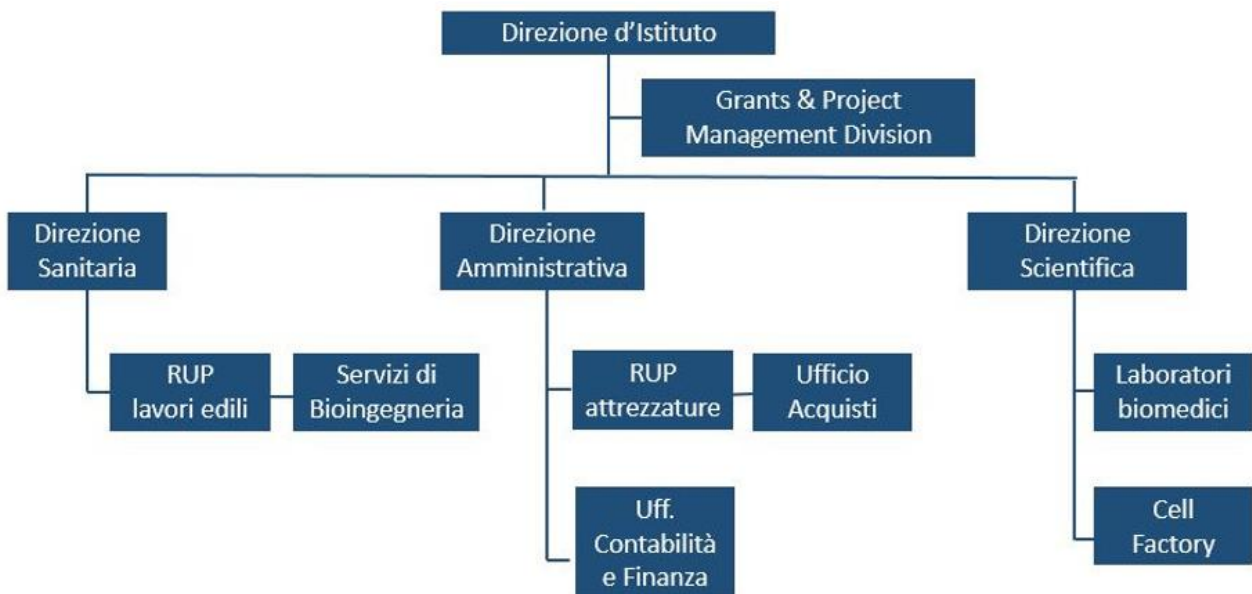 Direzione d’Istituto
Grants & Project
Management Division
Direzione
Sanitaria
Direzione
Amministrativa
Direzione
Scientifica
RUP
lavori edili
Servizi di
Bioingegneria
RUP
attrezzature
Ufficio
Acquisti
Laboratori
biomedici
Uff.
Contabilità
e Finanza
Cell
Factory